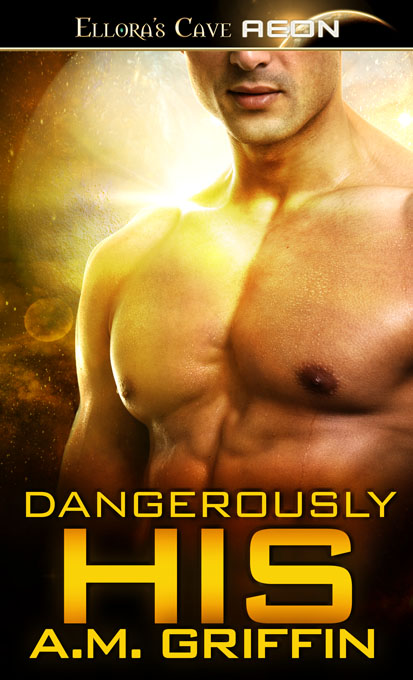 ELLORA'S CAVE AEON
DANGEROUSLY
HIS
A.M. GRIFFIN